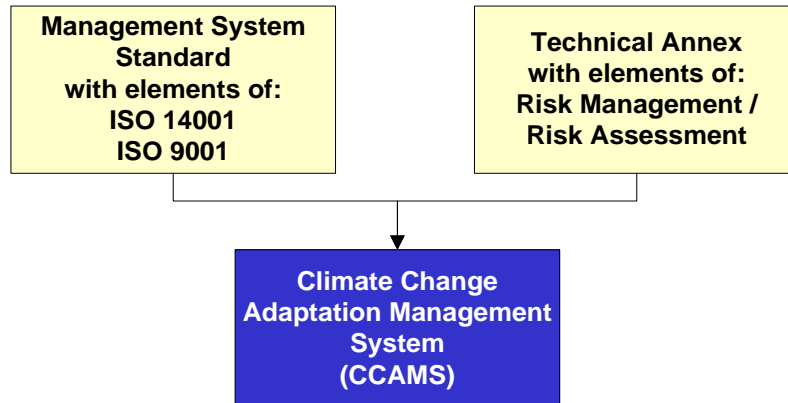 Management System
Standard
with elements of:
ISO 14001
ISO 9001
Technical Annex
with elements of:
Risk Management /
Risk Assessment
Climate Change
Adaptation Management
System
(CCAMS)